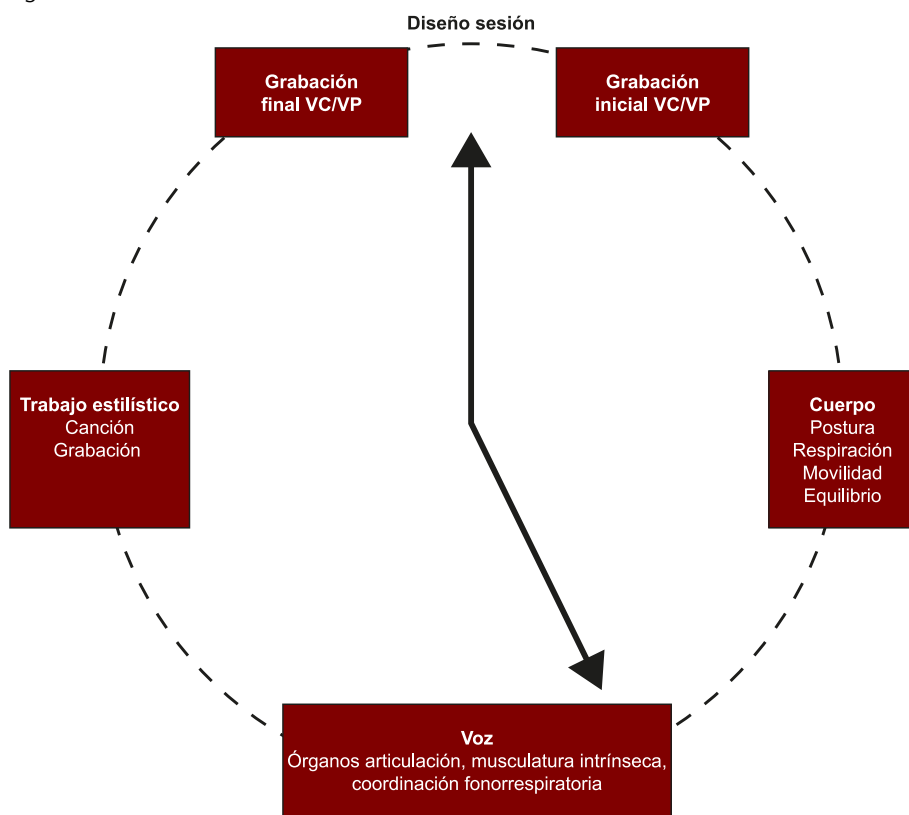 Diseño sesión
Grabación
final VC/VP
Grabación
inicial VC/VP
Trabajo estilístico
Canción
Grabación
Cuerpo
Postura
Respiración
Movilidad
Equilibrio
Voz
Órganos articulación, musculatura intrínseca,
coordinación fonorrespiratoria